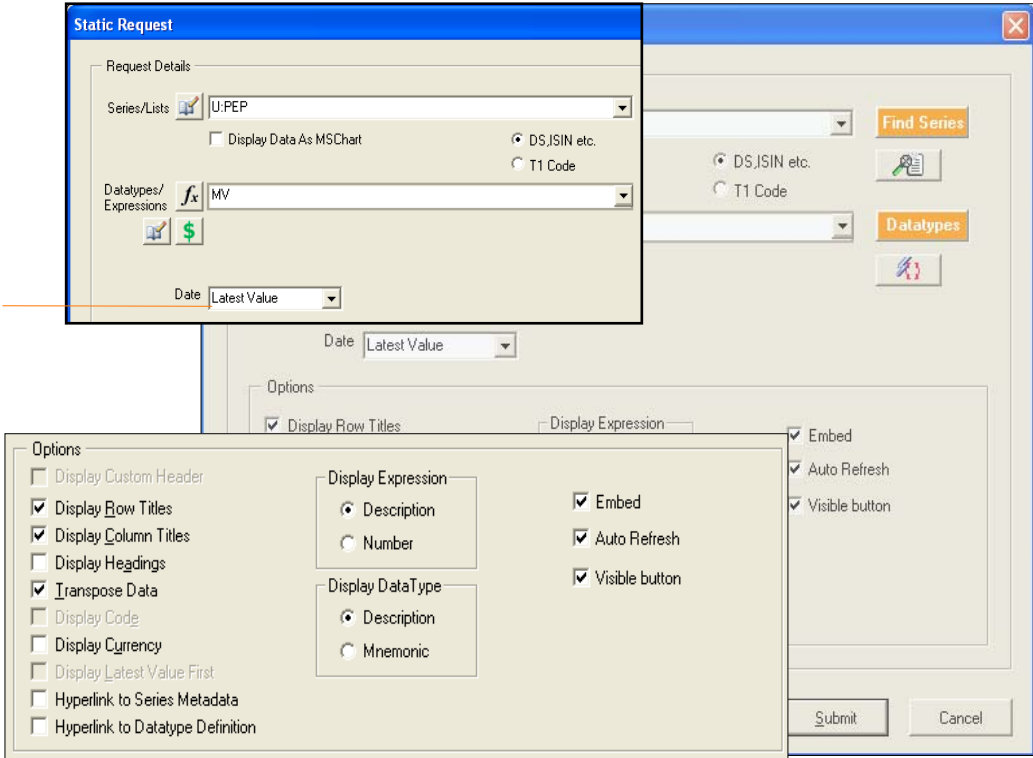 Static Request
Request Details
Series/Lists U:PEP
Display Data As MSChart DS,ISIN etc.
T1 Code
Datatypes/
Expressions fx MV
$
Date Latest Value
Find Series
DS,ISIN etc.
T1 Code
Datatypes
Date Latest Value
Options
Display Row Titles Display Expression Embed
Auto Refresh
Visible button
Options
Display Custom Header Display Expression
Display Row Titles Description Embed
Display Column Titles Number Auto Refresh
Display Headings
Transpose Data Display DataType Visible button
Display Code Description
Display Currency Mnemonic
Display Latest Value First
Hyperlink to Series Metadata
Hyperlink to Datatype Definition
Submit Cancel